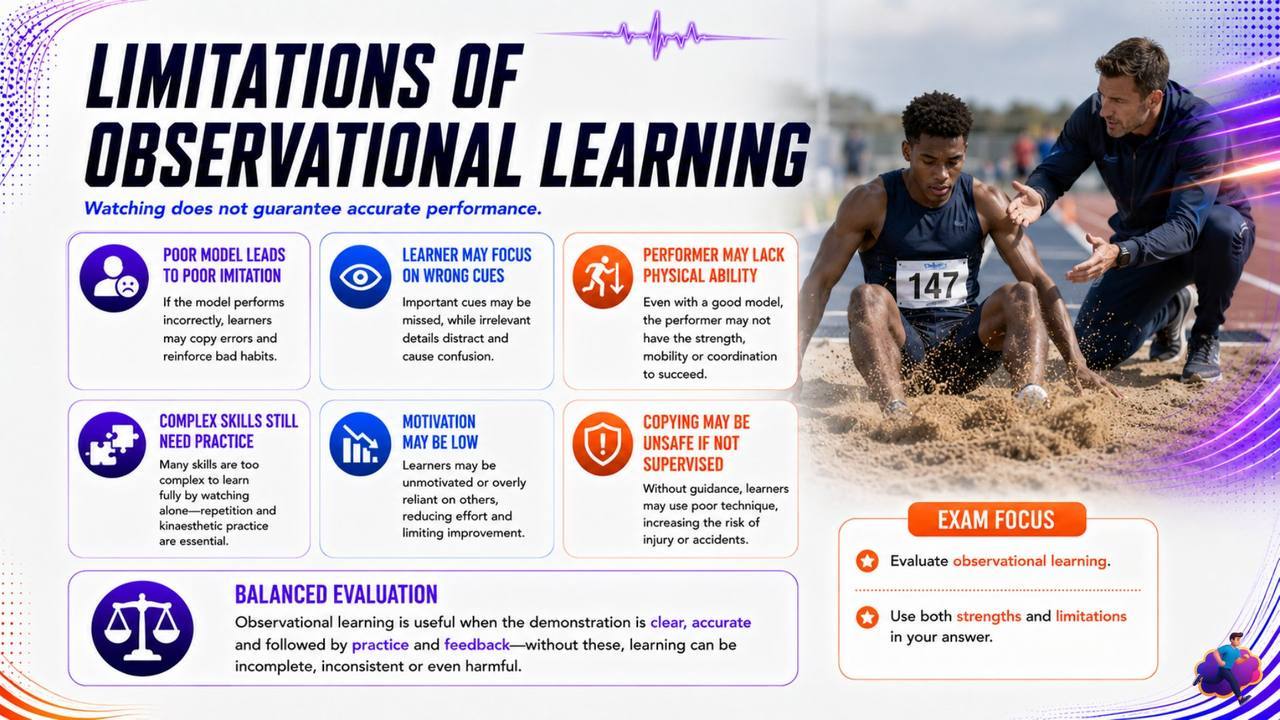 LIMITATIONS OF
OBSERVATIONAL LEARNING
Watching does not guarantee accurate performance.
POOR MODEL LEADS
TO POOR IMITATION
If the model performs
incorrectly, learners
may copy errors and
reinforce bad habits.
LEARNER MAY FOCUS
ON WRONG CUES
Important cues may be
missed, while irrelevant
details distract and
cause confusion.
PERFORMER MAY LACK
PHYSICAL ABILITY
Even with a good model,
the performer may not
have the strength,
mobility or coordination
to succeed.
COMPLEX SKILLS STILL
NEED PRACTICE
Many skills are too
complex to learn
fully by watching
alone—repetition and
kinaesthetic practice
are essential.
MOTIVATION
MAY BE LOW
Learners may be
unmotivated or overly
reliant on others,
reducing effort and
limiting improvement.
COPYING MAY BE
UNSAFE IF NOT
SUPERVISED
Without guidance, learners
may use poor technique,
increasing the risk of
injury or accidents.
BALANCED EVALUATION
Observational learning is useful when the demonstration is clear, accurate
and followed by practice and feedback—without these, learning can be
incomplete, inconsistent or even harmful.
147
EXAM FOCUS
Evaluate observational learning.
Use both strengths and limitations
in your answer.